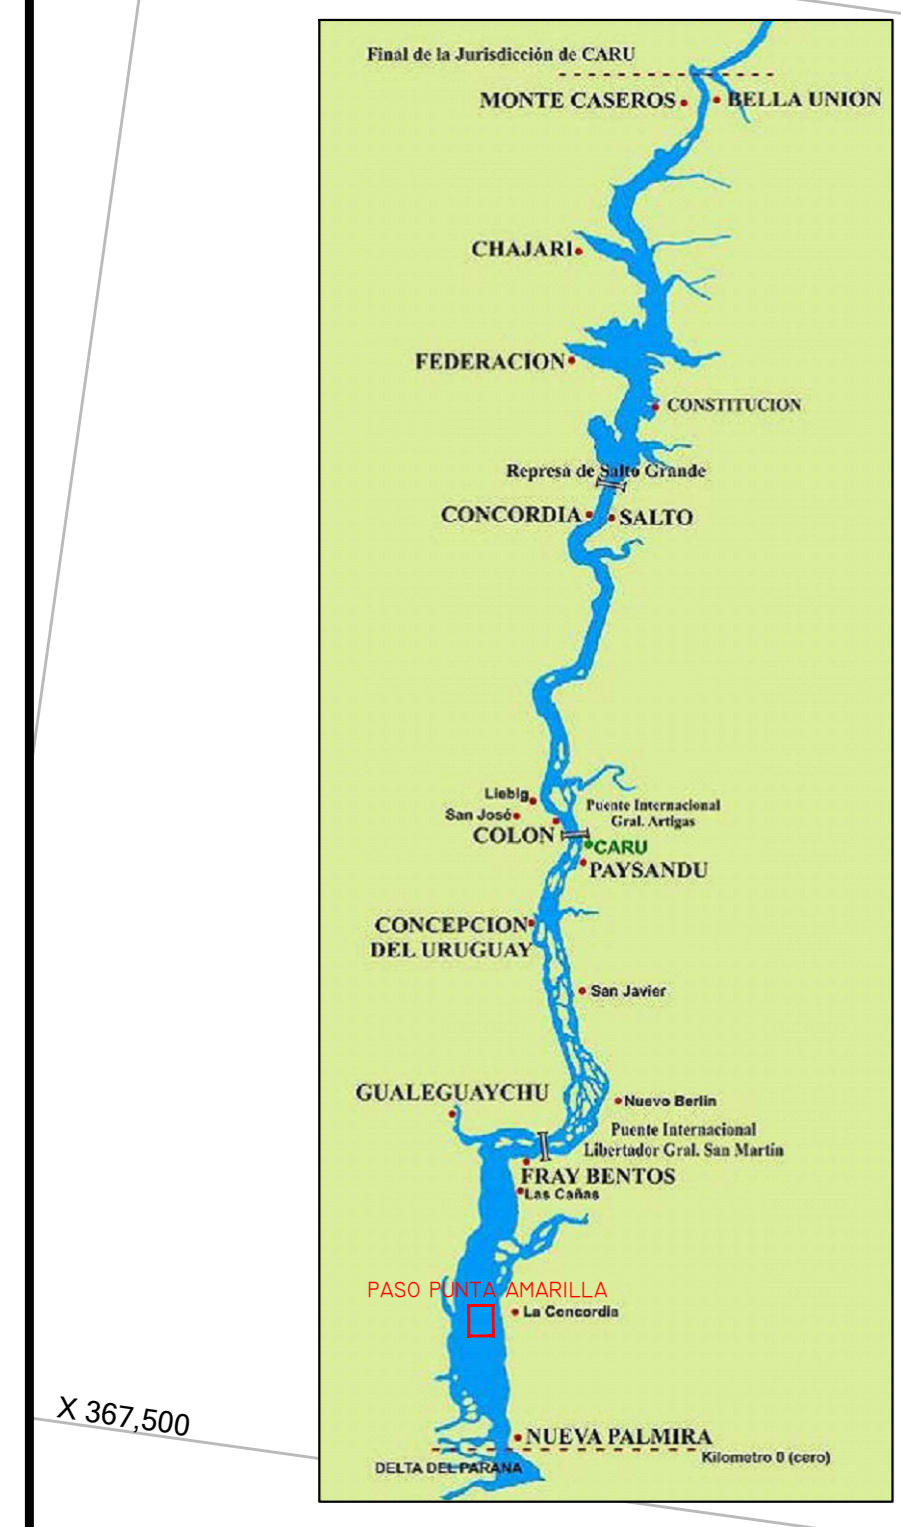 Final de la Jurisdicción de CARU
MONTE CASEROS
BELLA UNION
CHAJARI
FEDERACION
CONSTITUCION
Represa de Salto Grande
CONCORDIA
SALTO
Liebig
San José
Puente Internacional
Gral. Artigas
COLON
CARU
PAYSANDU
CONCEPCION
DEL URUGUAY
San Javier
GUALEGUAYCHU
Nuevo Berlin
Puente Internacional
Libertador Gral. San Martín
FRAY BENTOS
Las Cañas
PASO PUNTA AMARILLA
La Concordia
X 367,500
NUEVA PALMIRA
Kilometro 0 (cero)
DELTA DEL PARANA